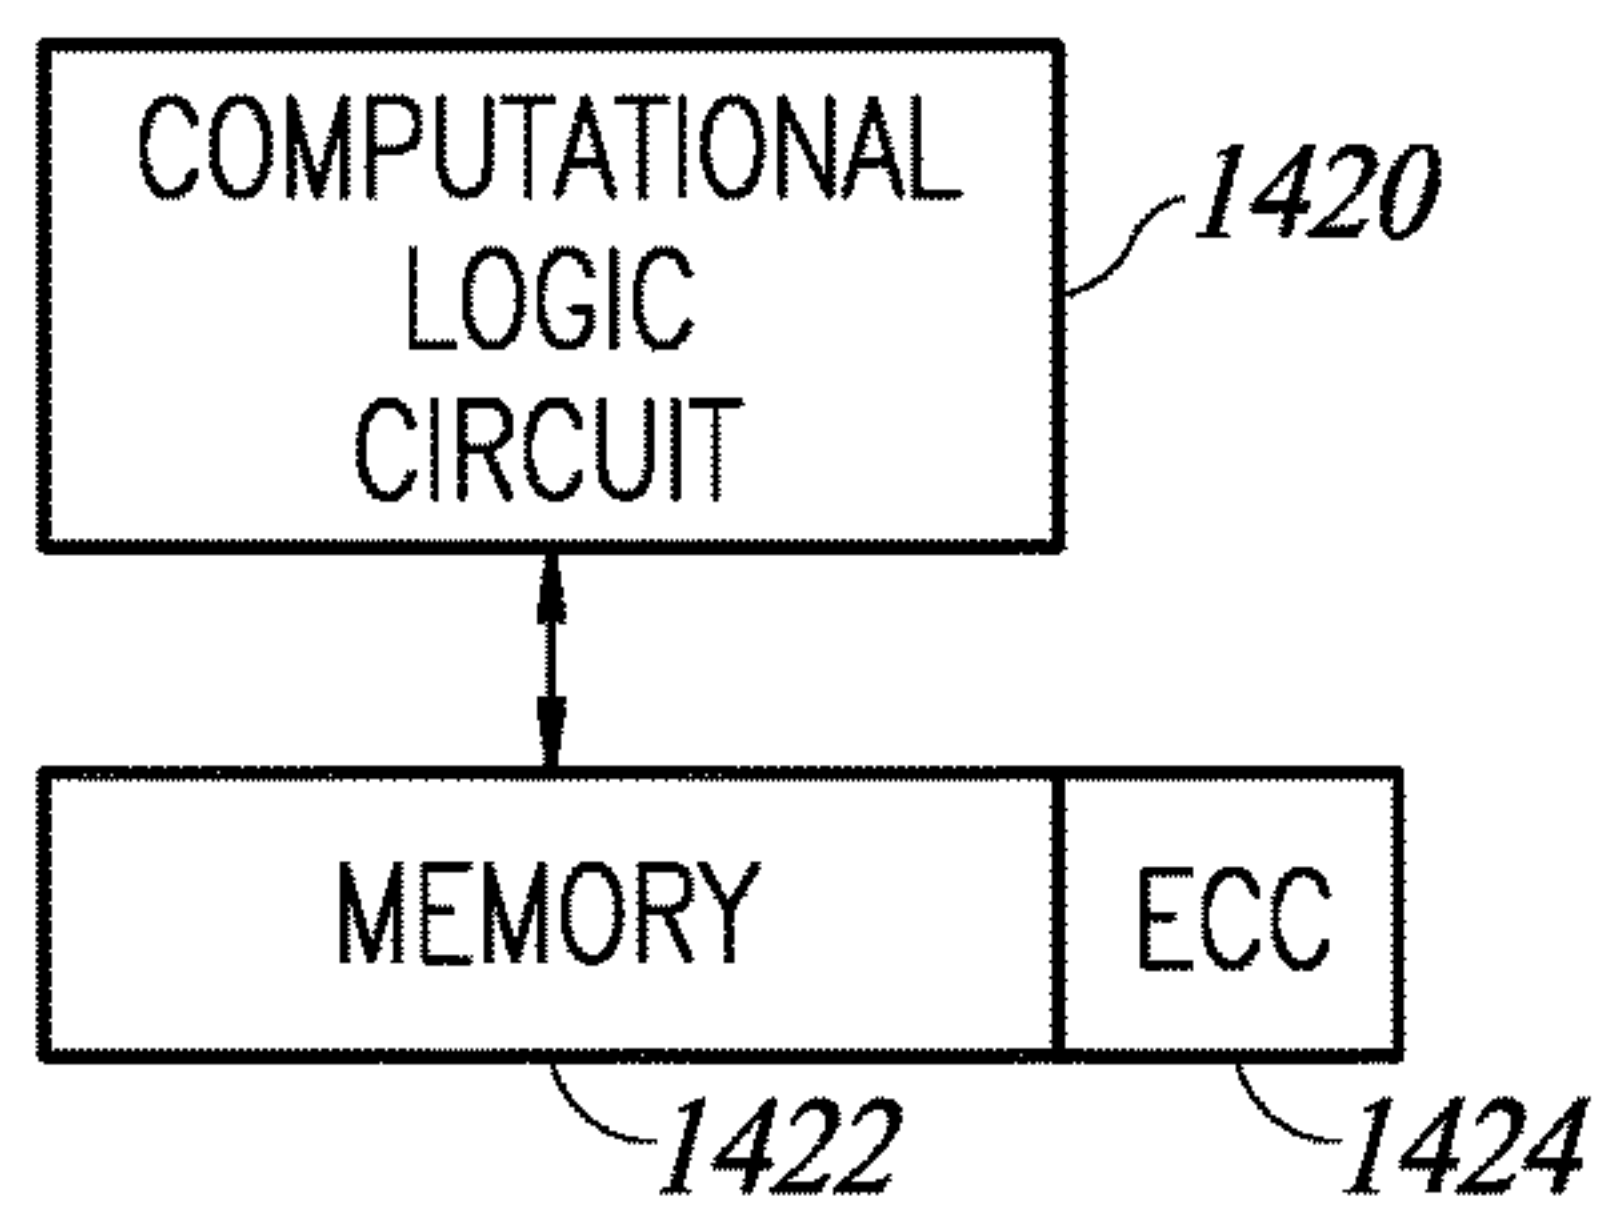 COMPUTATIONAL
LOGIC
CIRCUIT
1420
MEMORY
ECC
1422
1424